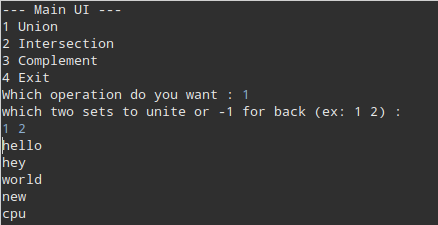 --- Main UI ---
1 Union
2 Intersection
3 Complement
4 Exit
Which operation do you want : 1
which two sets to unite or -1 for back (ex: 1 2) :
1 2
hello
hey
world
new
cpu